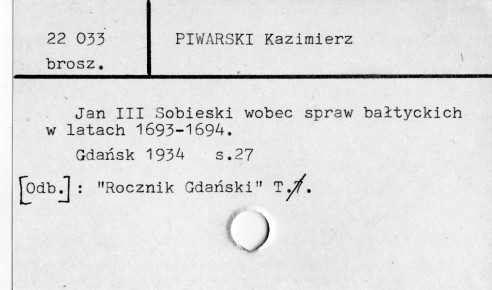 22 033
brosz.
PIWARSKI Kazimierz
Jan III Sobieski wobec spraw bałtyckich
w latach 1693-1694.
Gdańsk 1934 s.27
[Odb.]: "Rocznik Gdański" T.